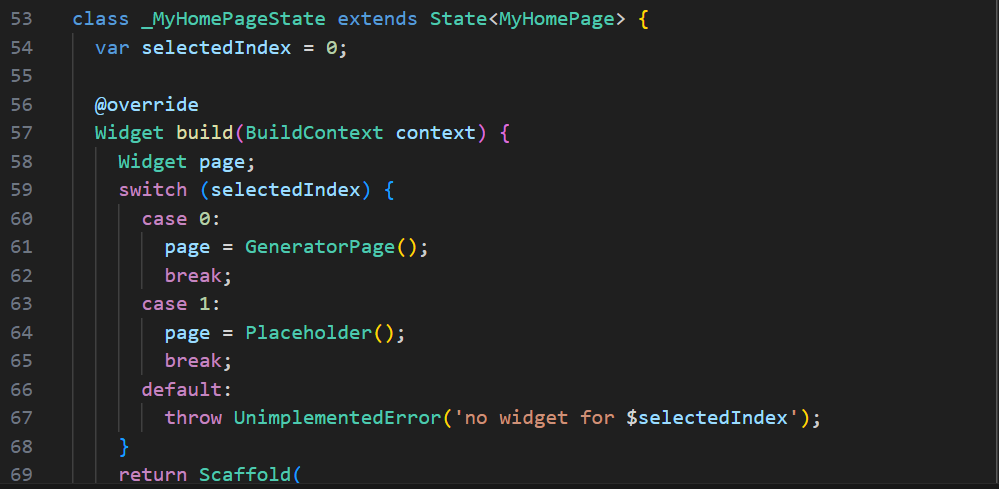 53 class _MyHomePageState extends State<MyHomePage> {
54 var selectedIndex = 0;
55
56 @override
57 Widget build(BuildContext context) {
58 Widget page;
59 switch (selectedIndex) {
60 case 0:
61 page = GeneratorPage();
62 break;
63 case 1:
64 page = Placeholder();
65 break;
66 default:
67 throw UnimplementedError('no widget for $selectedIndex');
68 }
69 return Scaffold(